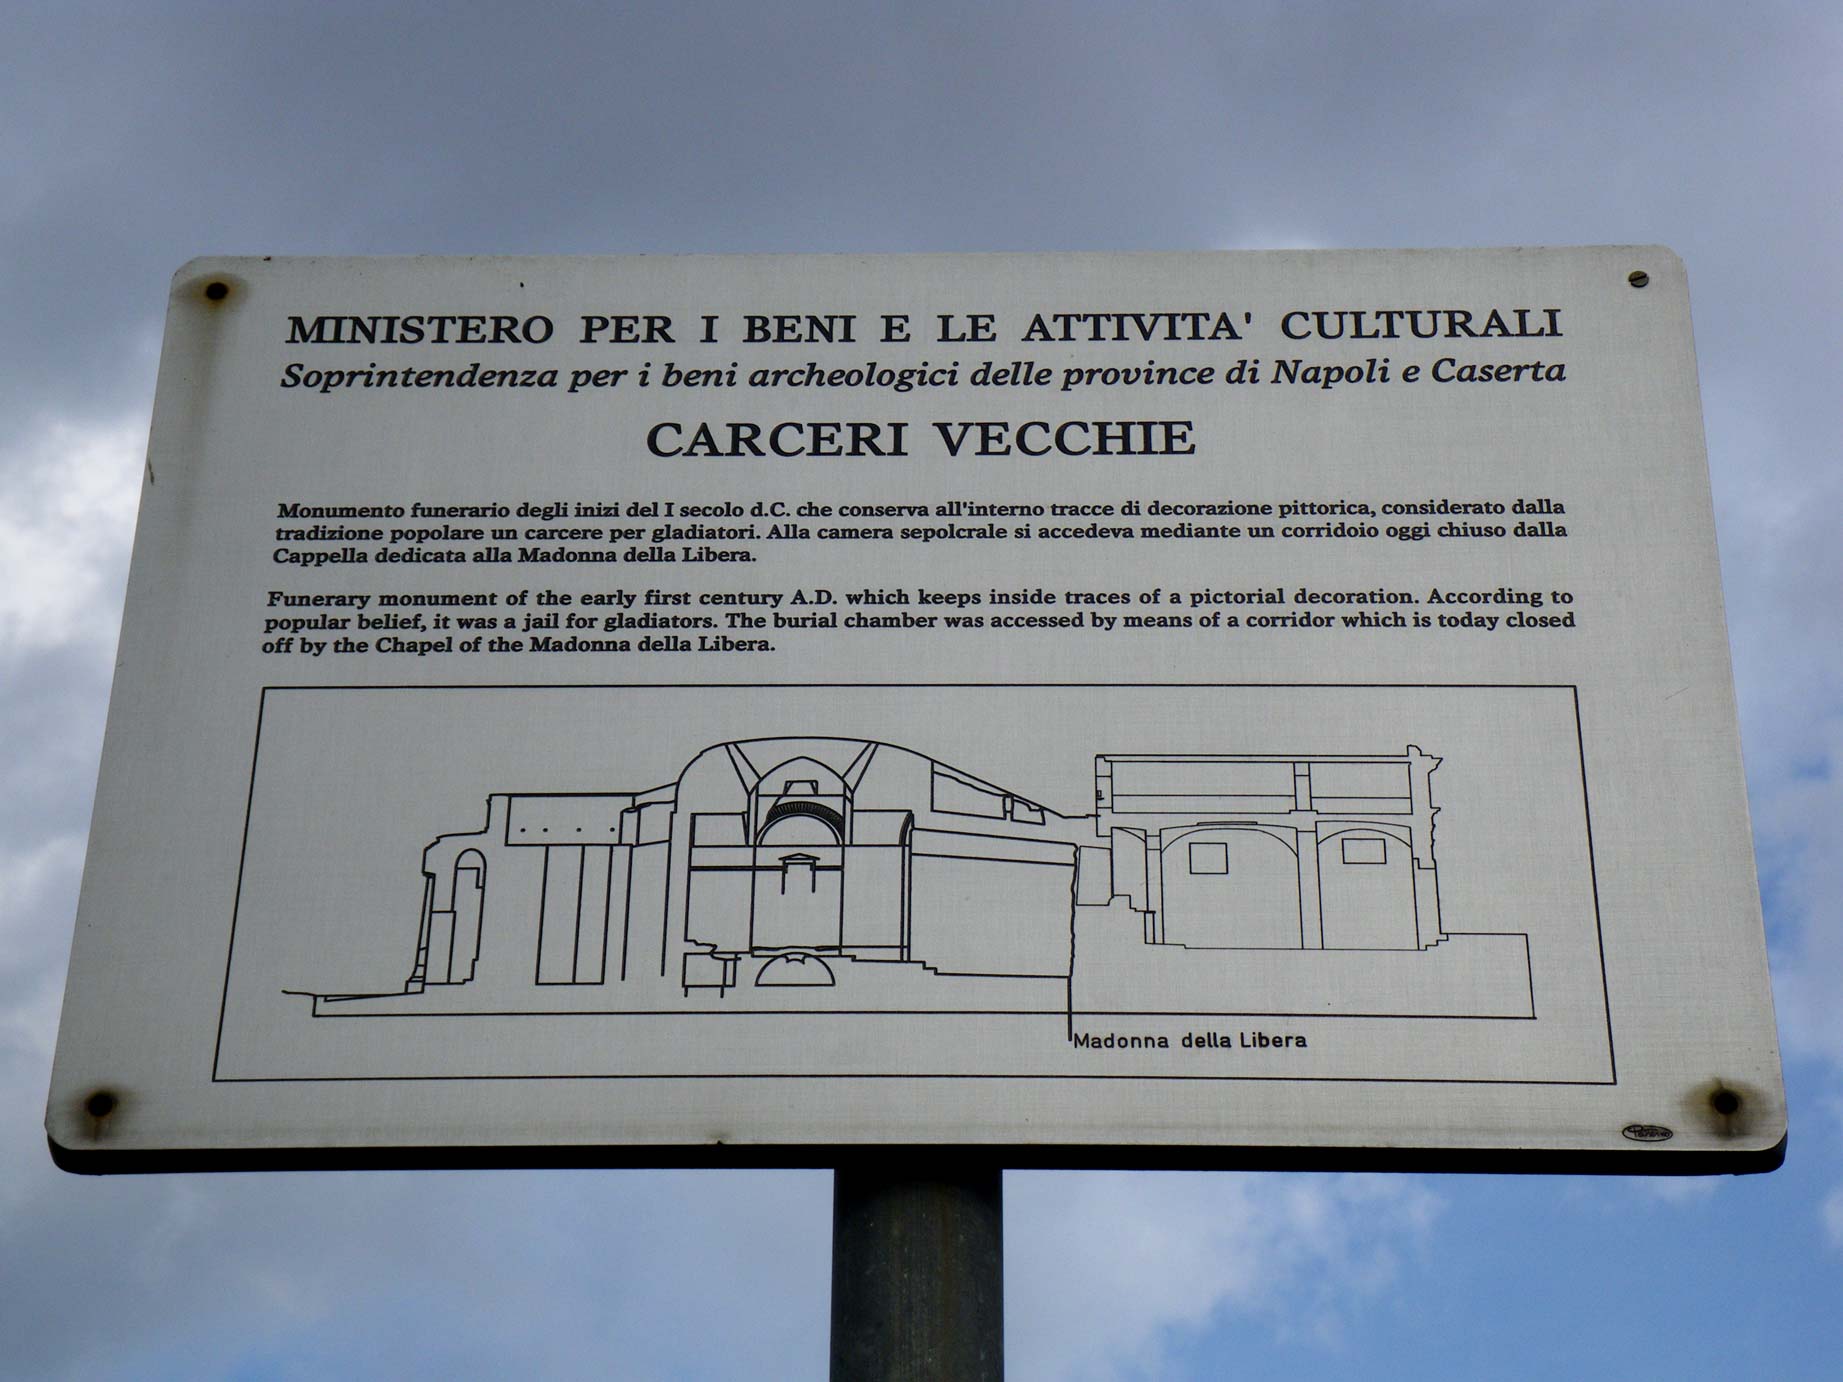 MINISTERO PER I BENI E LE ATTIVITA' CULTURALI
Soprintendenza per i beni archeologici delle province di Napoli e Caserta
CARCERI VECCHIE
Monumento funerario degli inizi del I secolo d.C. che conserva all'interno tracce di decorazione pittorica, considerato dalla
tradizione popolare un carcere per gladiatori. Alla camera sepolcrale si accedeva mediante un corridoio oggi chiuso dalla
Cappella dedicata alla Madonna della Libera.
Funerary monument of the early first century A.D. which keeps inside traces of a pictorial decoration. According to
popular belief, it was a jail for gladiators. The burial chamber was accessed by means of a corridor which is today closed
off by the Chapel of the Madonna della Libera.
Madonna della Libera